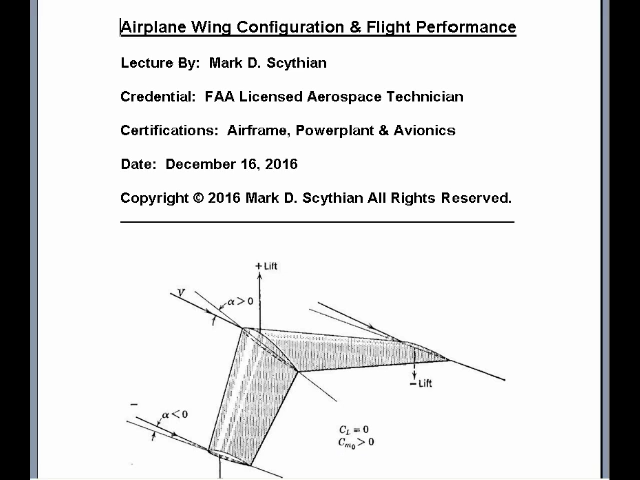 Airplane Wing Configuration & Flight Performance
Lecture By: Mark D. Scythian
Credential: FAA Licensed Aerospace Technician
Certifications: Airframe, Powerplant & Avionics
Date: December 16, 2016
Copyright © 2016 Mark D. Scythian All Rights Reserved.
+ Lift
V
α > 0
− Lift
α < 0
C_L = 0
C_m₀ > 0